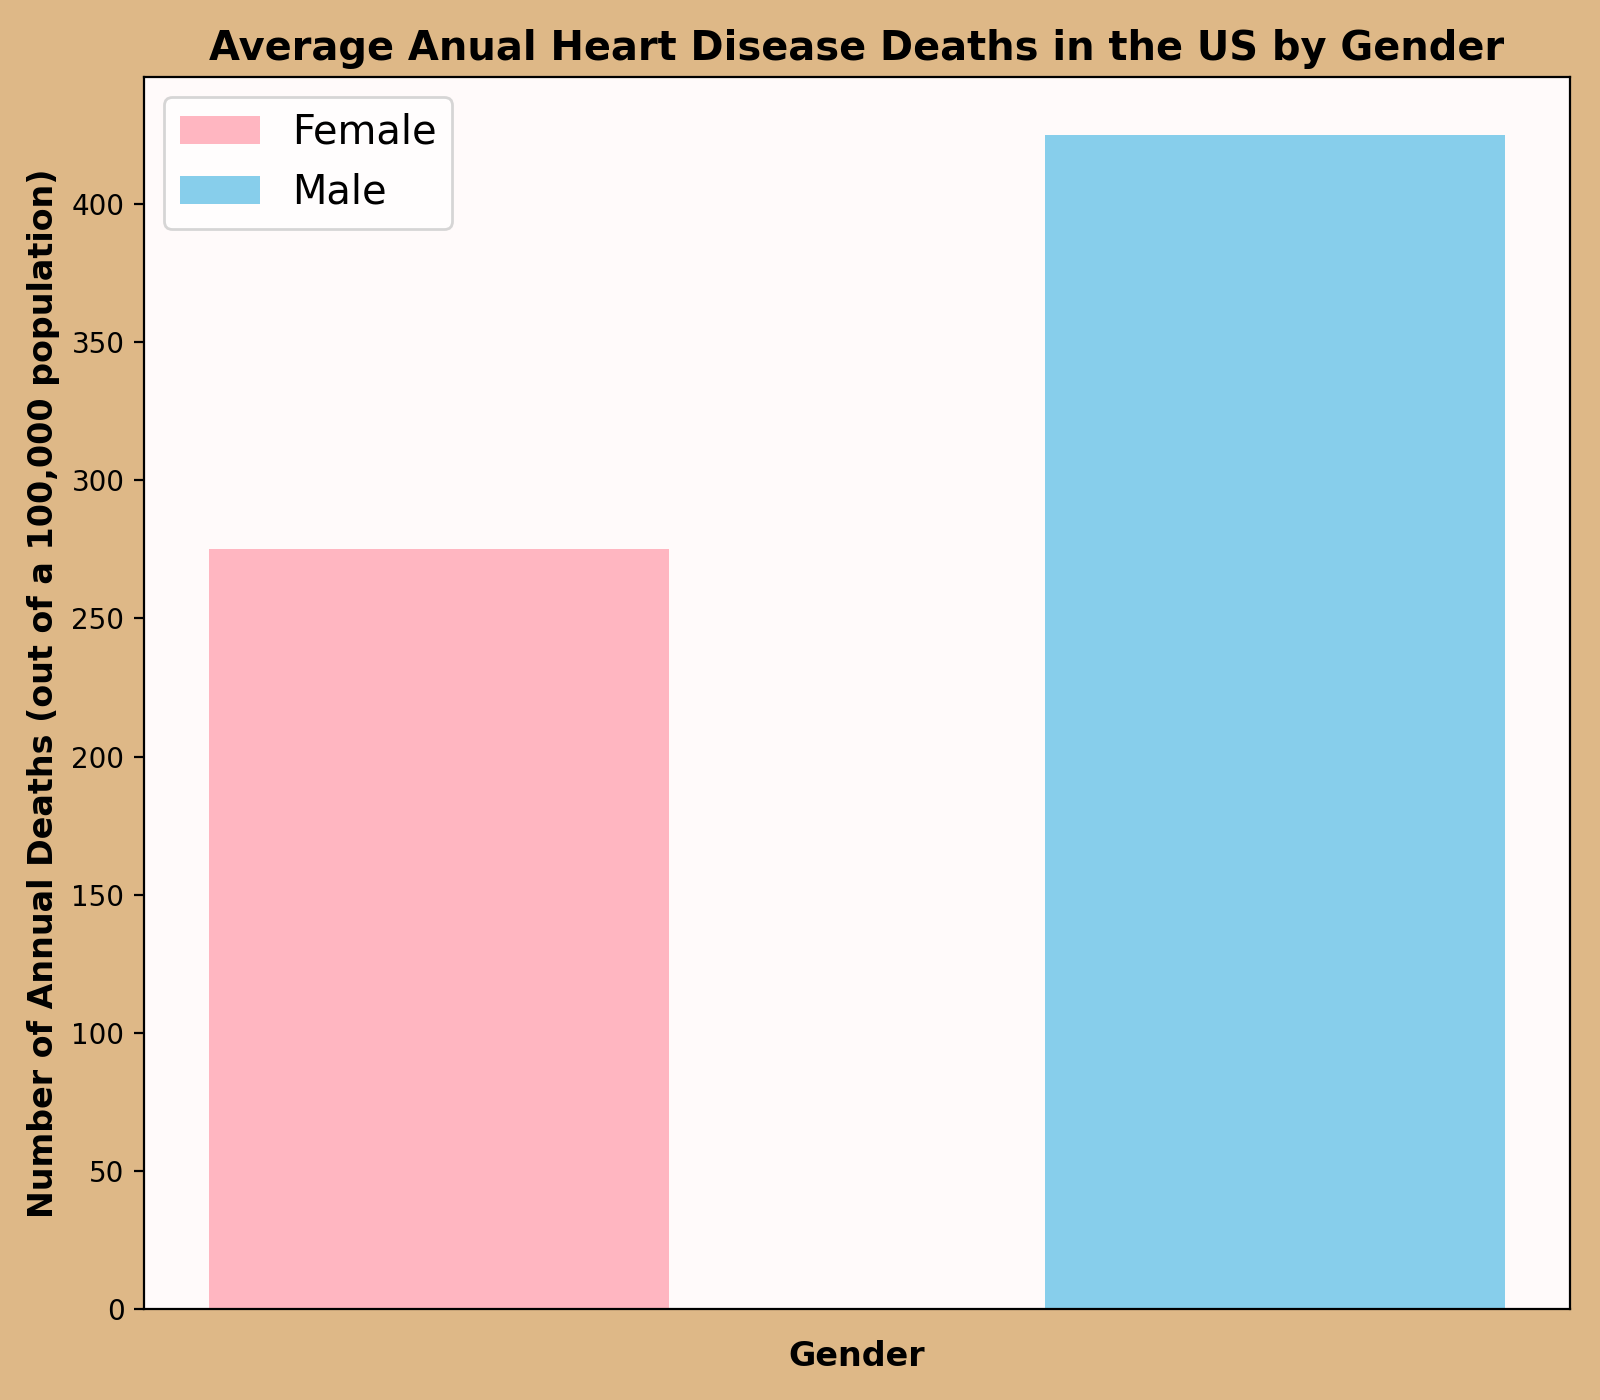 Average Anual Heart Disease Deaths in the US by Gender
Female
Male
Number of Annual Deaths (out of a 100,000 population)
400
350
300
250
200
150
100
50
0
Gender